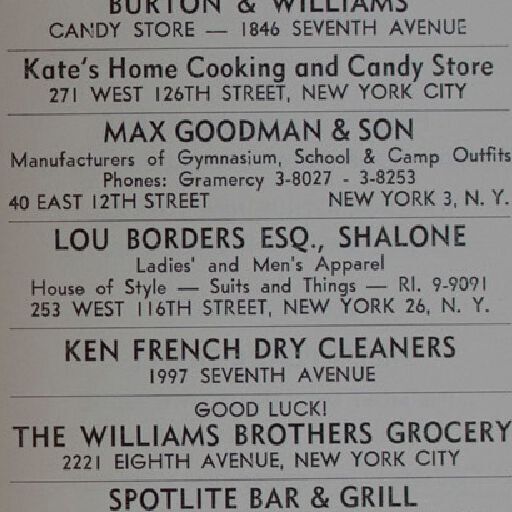 BURTON & WILLIAMS
CANDY STORE — 1846 SEVENTH AVENUE
Kate's Home Cooking and Candy Store
271 WEST 126TH STREET, NEW YORK CITY
MAX GOODMAN & SON
Manufacturers of Gymnasium, School & Camp Outfits
Phones: Gramercy 3-8027 - 3-8253
40 EAST 12TH STREET NEW YORK 3, N. Y.
LOU BORDERS ESQ., SHALONE
Ladies' and Men's Apparel
House of Style — Suits and Things — RI. 9-9091
253 WEST 116TH STREET, NEW YORK 26, N. Y.
KEN FRENCH DRY CLEANERS
1997 SEVENTH AVENUE
GOOD LUCK!
THE WILLIAMS BROTHERS GROCERY
2221 EIGHTH AVENUE, NEW YORK CITY
SPOTLITE BAR & GRILL